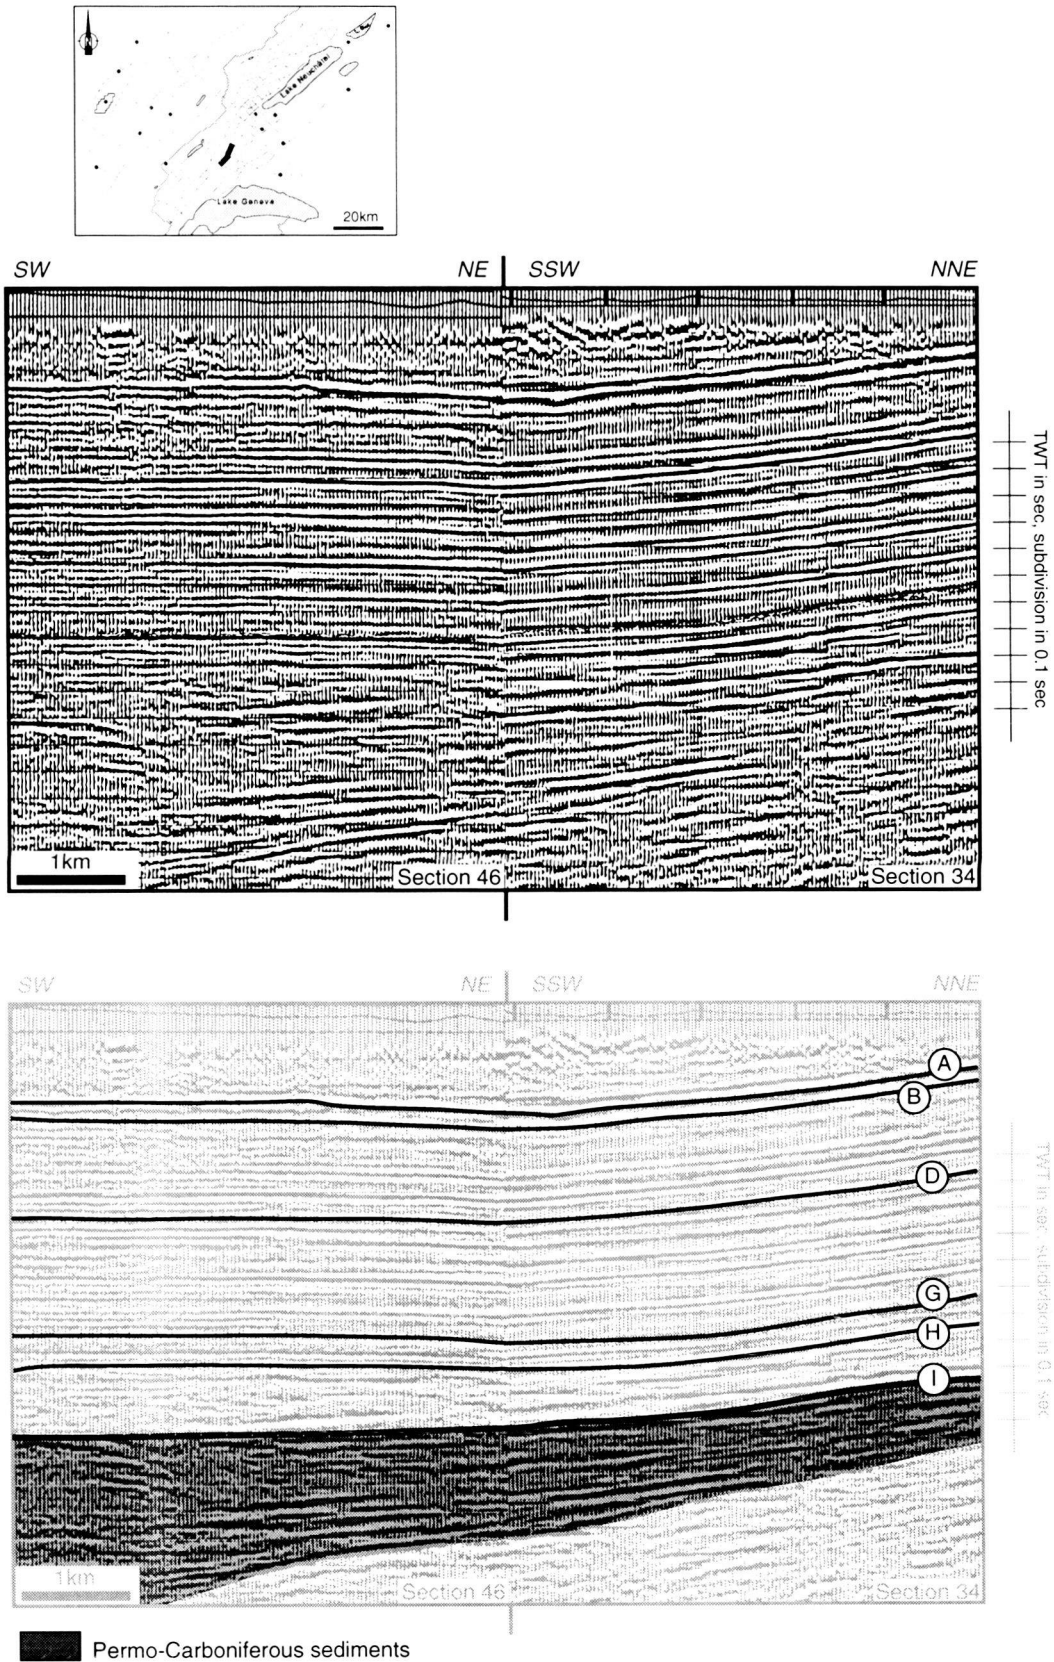 N
Lake Neuchâtel
Lake Geneva
20km
SW
NE
SSW
NNE
TWT in sec, subdivision in 0.1 sec
1km
Section 46
Section 34
SW
NE
SSW
NNE
A
B
D
G
H
I
TWT in sec, subdivision in 0.1 sec
1km
Section 46
Section 34
Permo-Carboniferous sediments